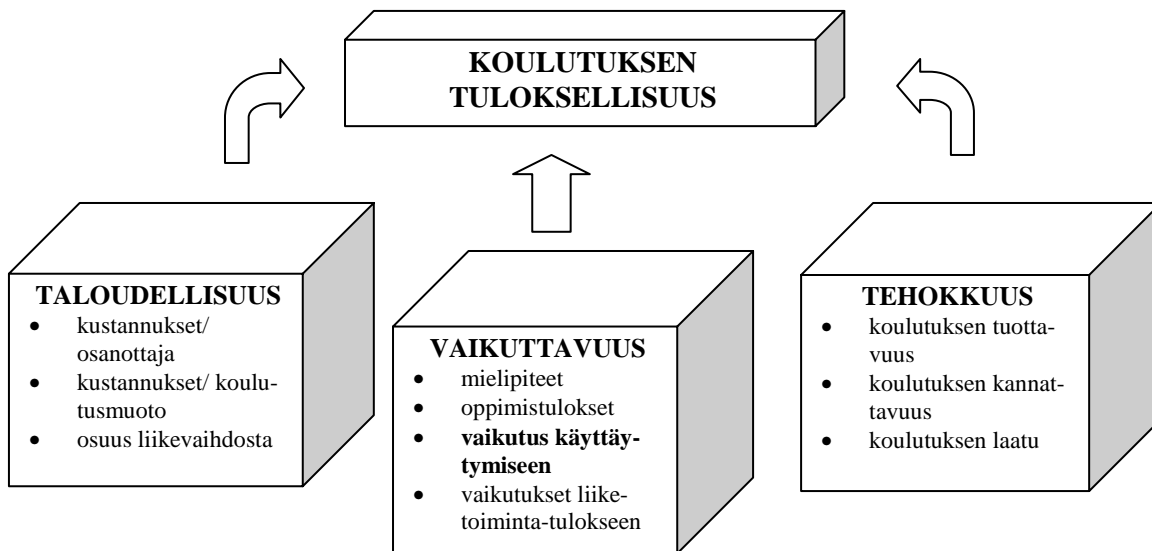 KOULUTUKSEN
TULOKSELLISUUS
TALOUDELLISUUS
• kustannukset/
osanottaja
• kustannukset/ koulu-
tusmuoto
• osuus liikevaihdosta
VAIKUTTAVUUS
• mielipiteet
• oppimistulokset
• vaikutus käyttäy-
tymiseen
• vaikutukset liike-
toiminta-tulokseen
TEHOKKUUS
• koulutuksen tuotta-
vuus
• koulutuksen kannat-
tavuus
• koulutuksen laatu